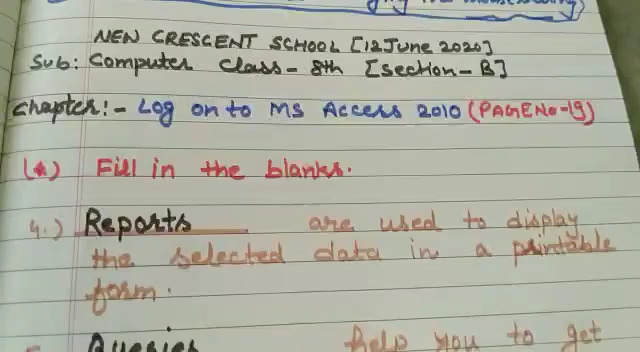 NEW CRESCENT SCHOOL [12 June 2020]
Sub: Computer Class - 8th [Section-B]
Chapter:- Log on to MS Access 2010 (PAGE No-19)
(*) Fill in the blanks.
4.) Reports are used to display
the selected data in a printable
form.
Queries help you to get